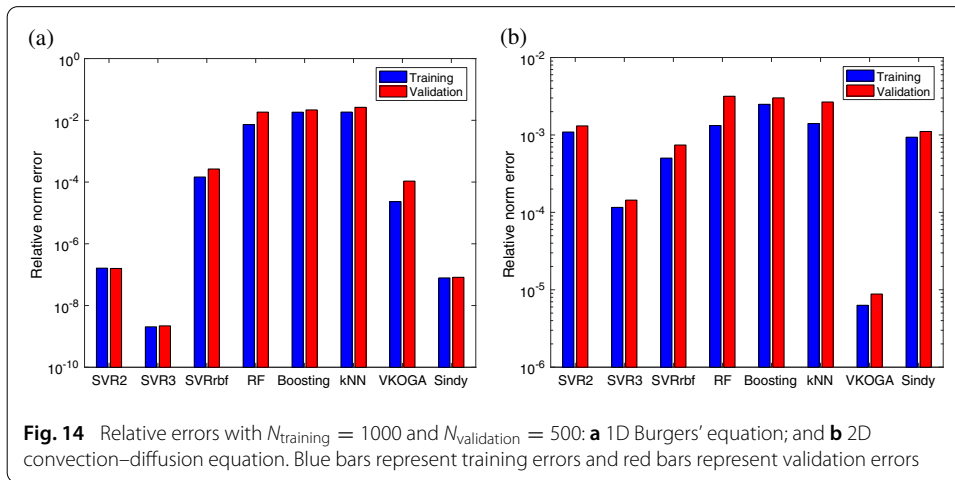 (a)
10^0
10^-2
10^-4
10^-6
10^-8
10^-10
Relative norm error
Training
Validation
SVR2 SVR3 SVRrbf RF Boosting kNN VKOGA Sindy
(b)
10^-2
10^-3
10^-4
10^-5
10^-6
Relative norm error
Training
Validation
SVR2 SVR3 SVRrbf RF Boosting kNN VKOGA Sindy
Fig. 14 Relative errors with N_training = 1000 and N_validation = 500: a 1D Burgers' equation; and b 2D
convection–diffusion equation. Blue bars represent training errors and red bars represent validation errors